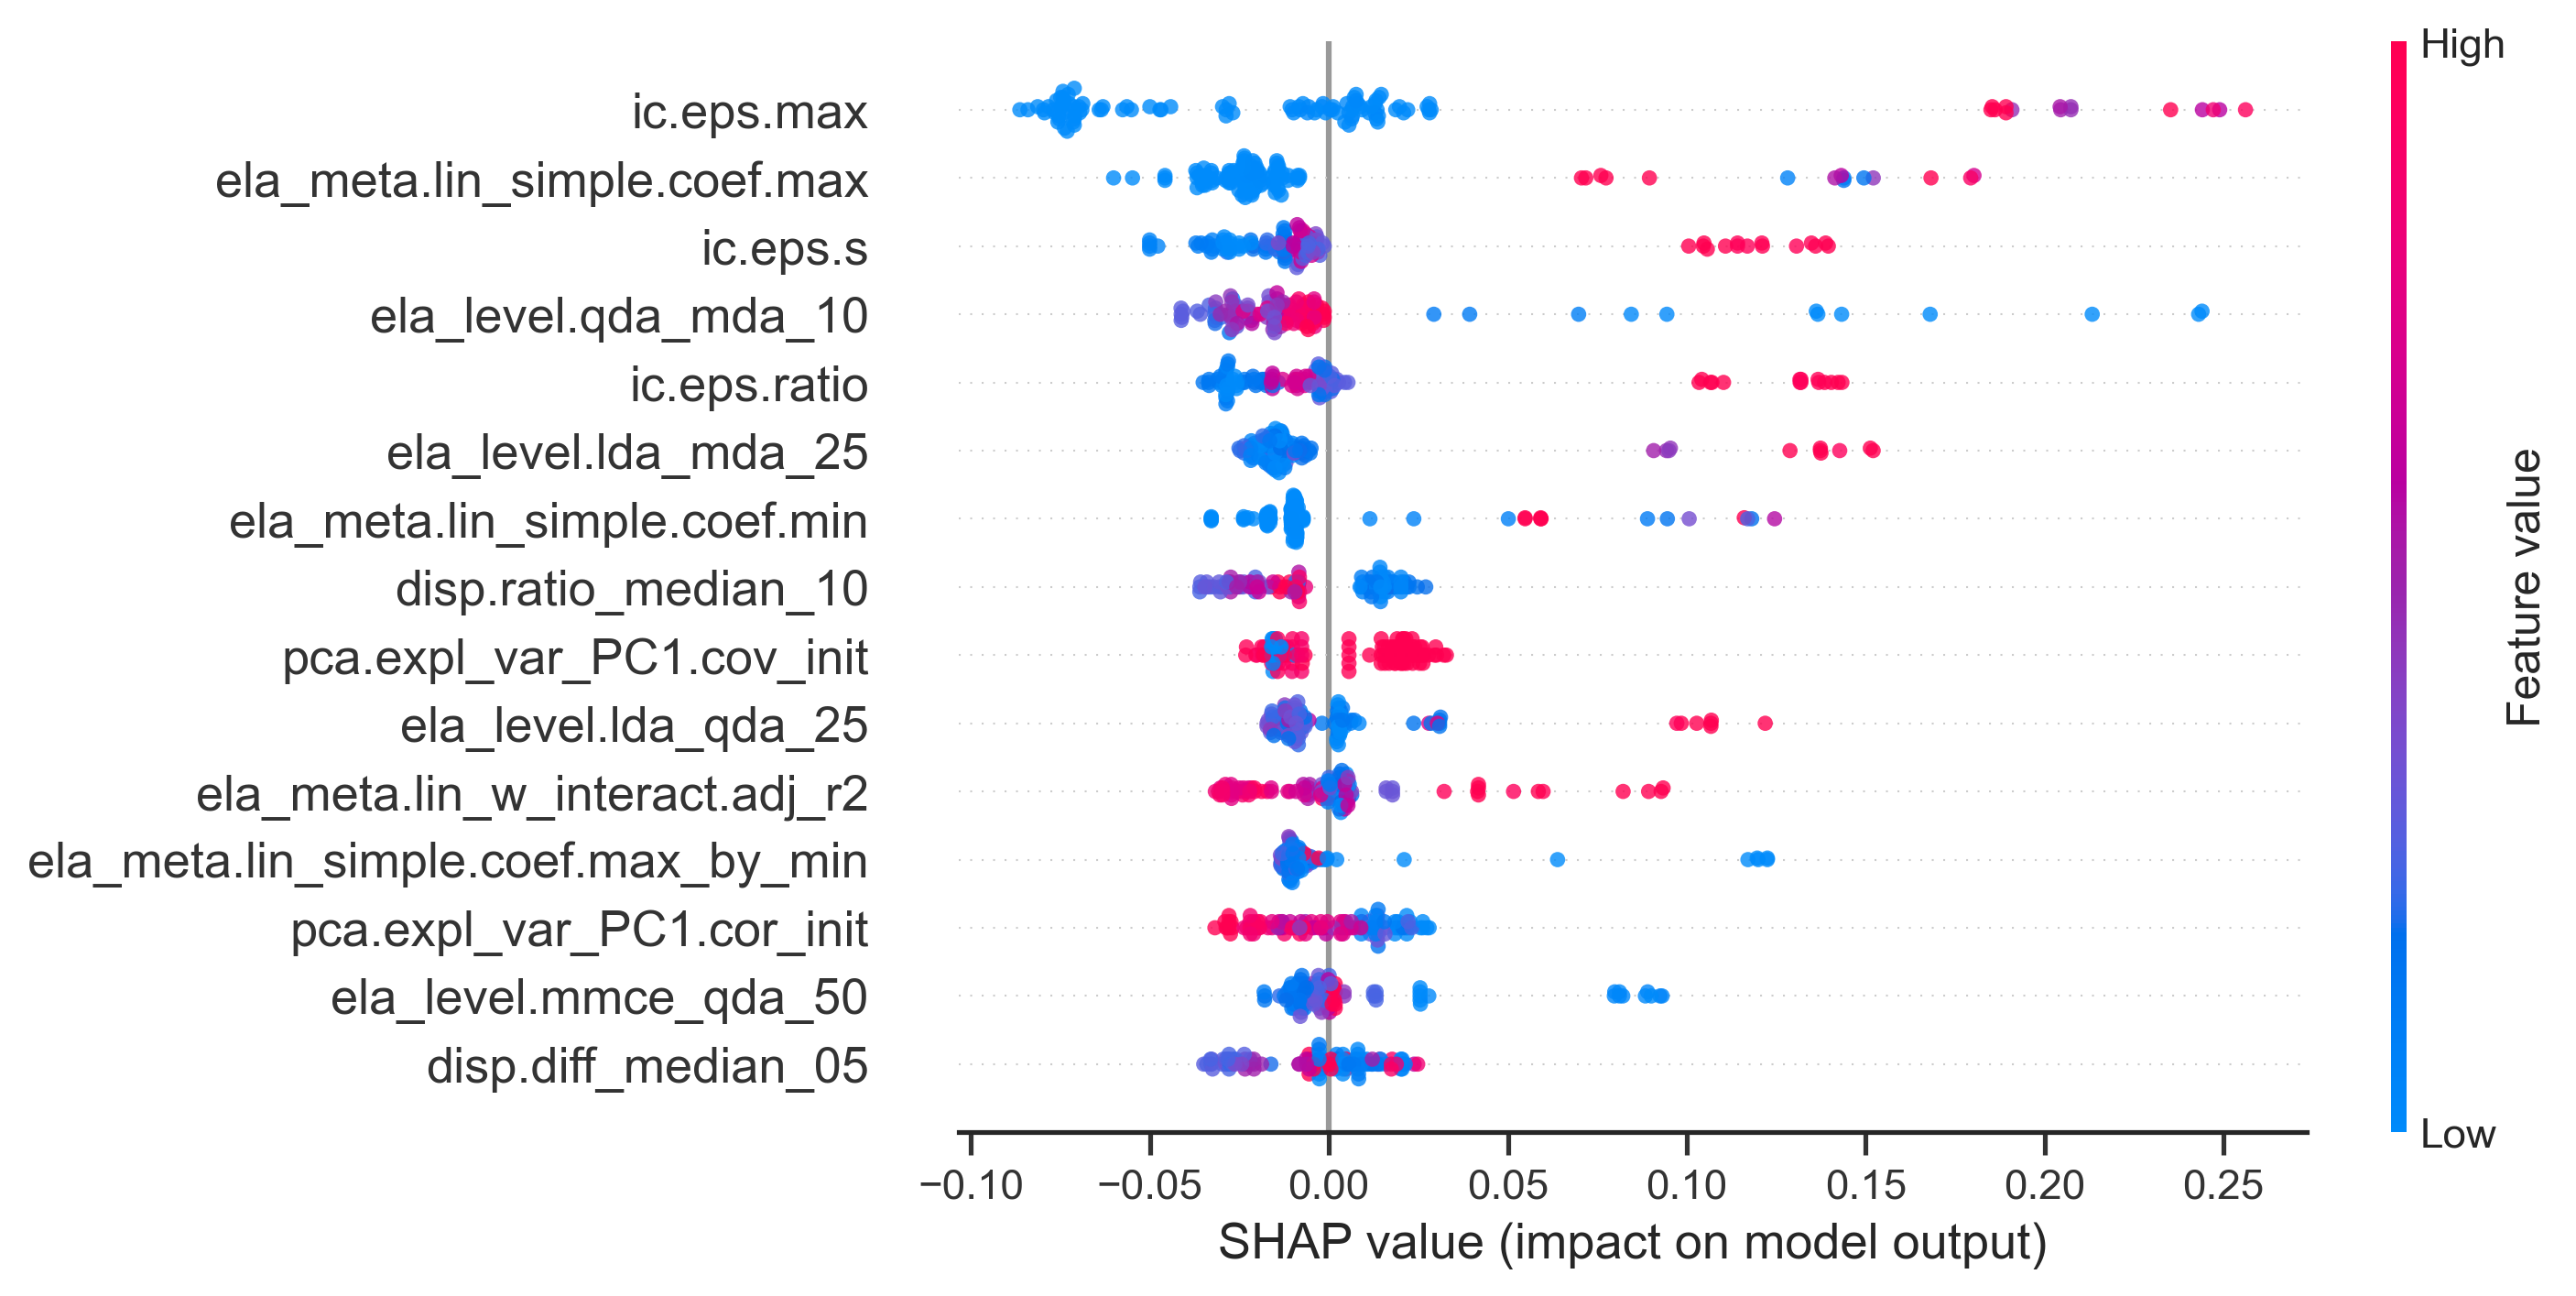 High
ic.eps.max
ela_meta.lin_simple.coef.max
ic.eps.s
ela_level.qda_mda_10
ic.eps.ratio
ela_level.lda_mda_25
ela_meta.lin_simple.coef.min
disp.ratio_median_10
pca.expl_var_PC1.cov_init
ela_level.lda_qda_25
ela_meta.lin_w_interact.adj_r2
ela_meta.lin_simple.coef.max_by_min
pca.expl_var_PC1.cor_init
ela_level.mmce_qda_50
disp.diff_median_05
Feature value
Low
−0.10 −0.05 0.00 0.05 0.10 0.15 0.20 0.25
SHAP value (impact on model output)